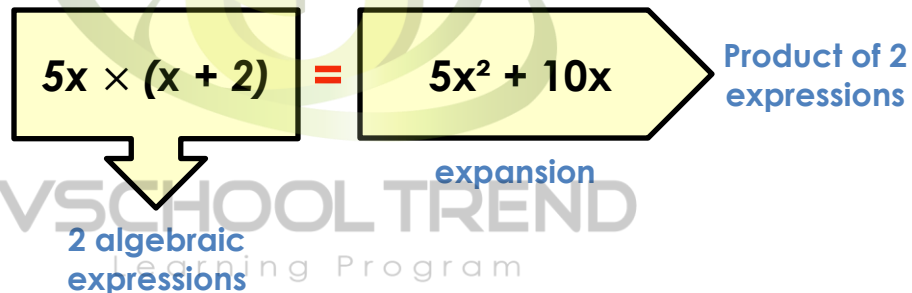 5x × (x + 2) = 5x² + 10x
Product of 2
expressions
expansion
VSCHOOL TREND
2 algebraic
expressions
Learning Program